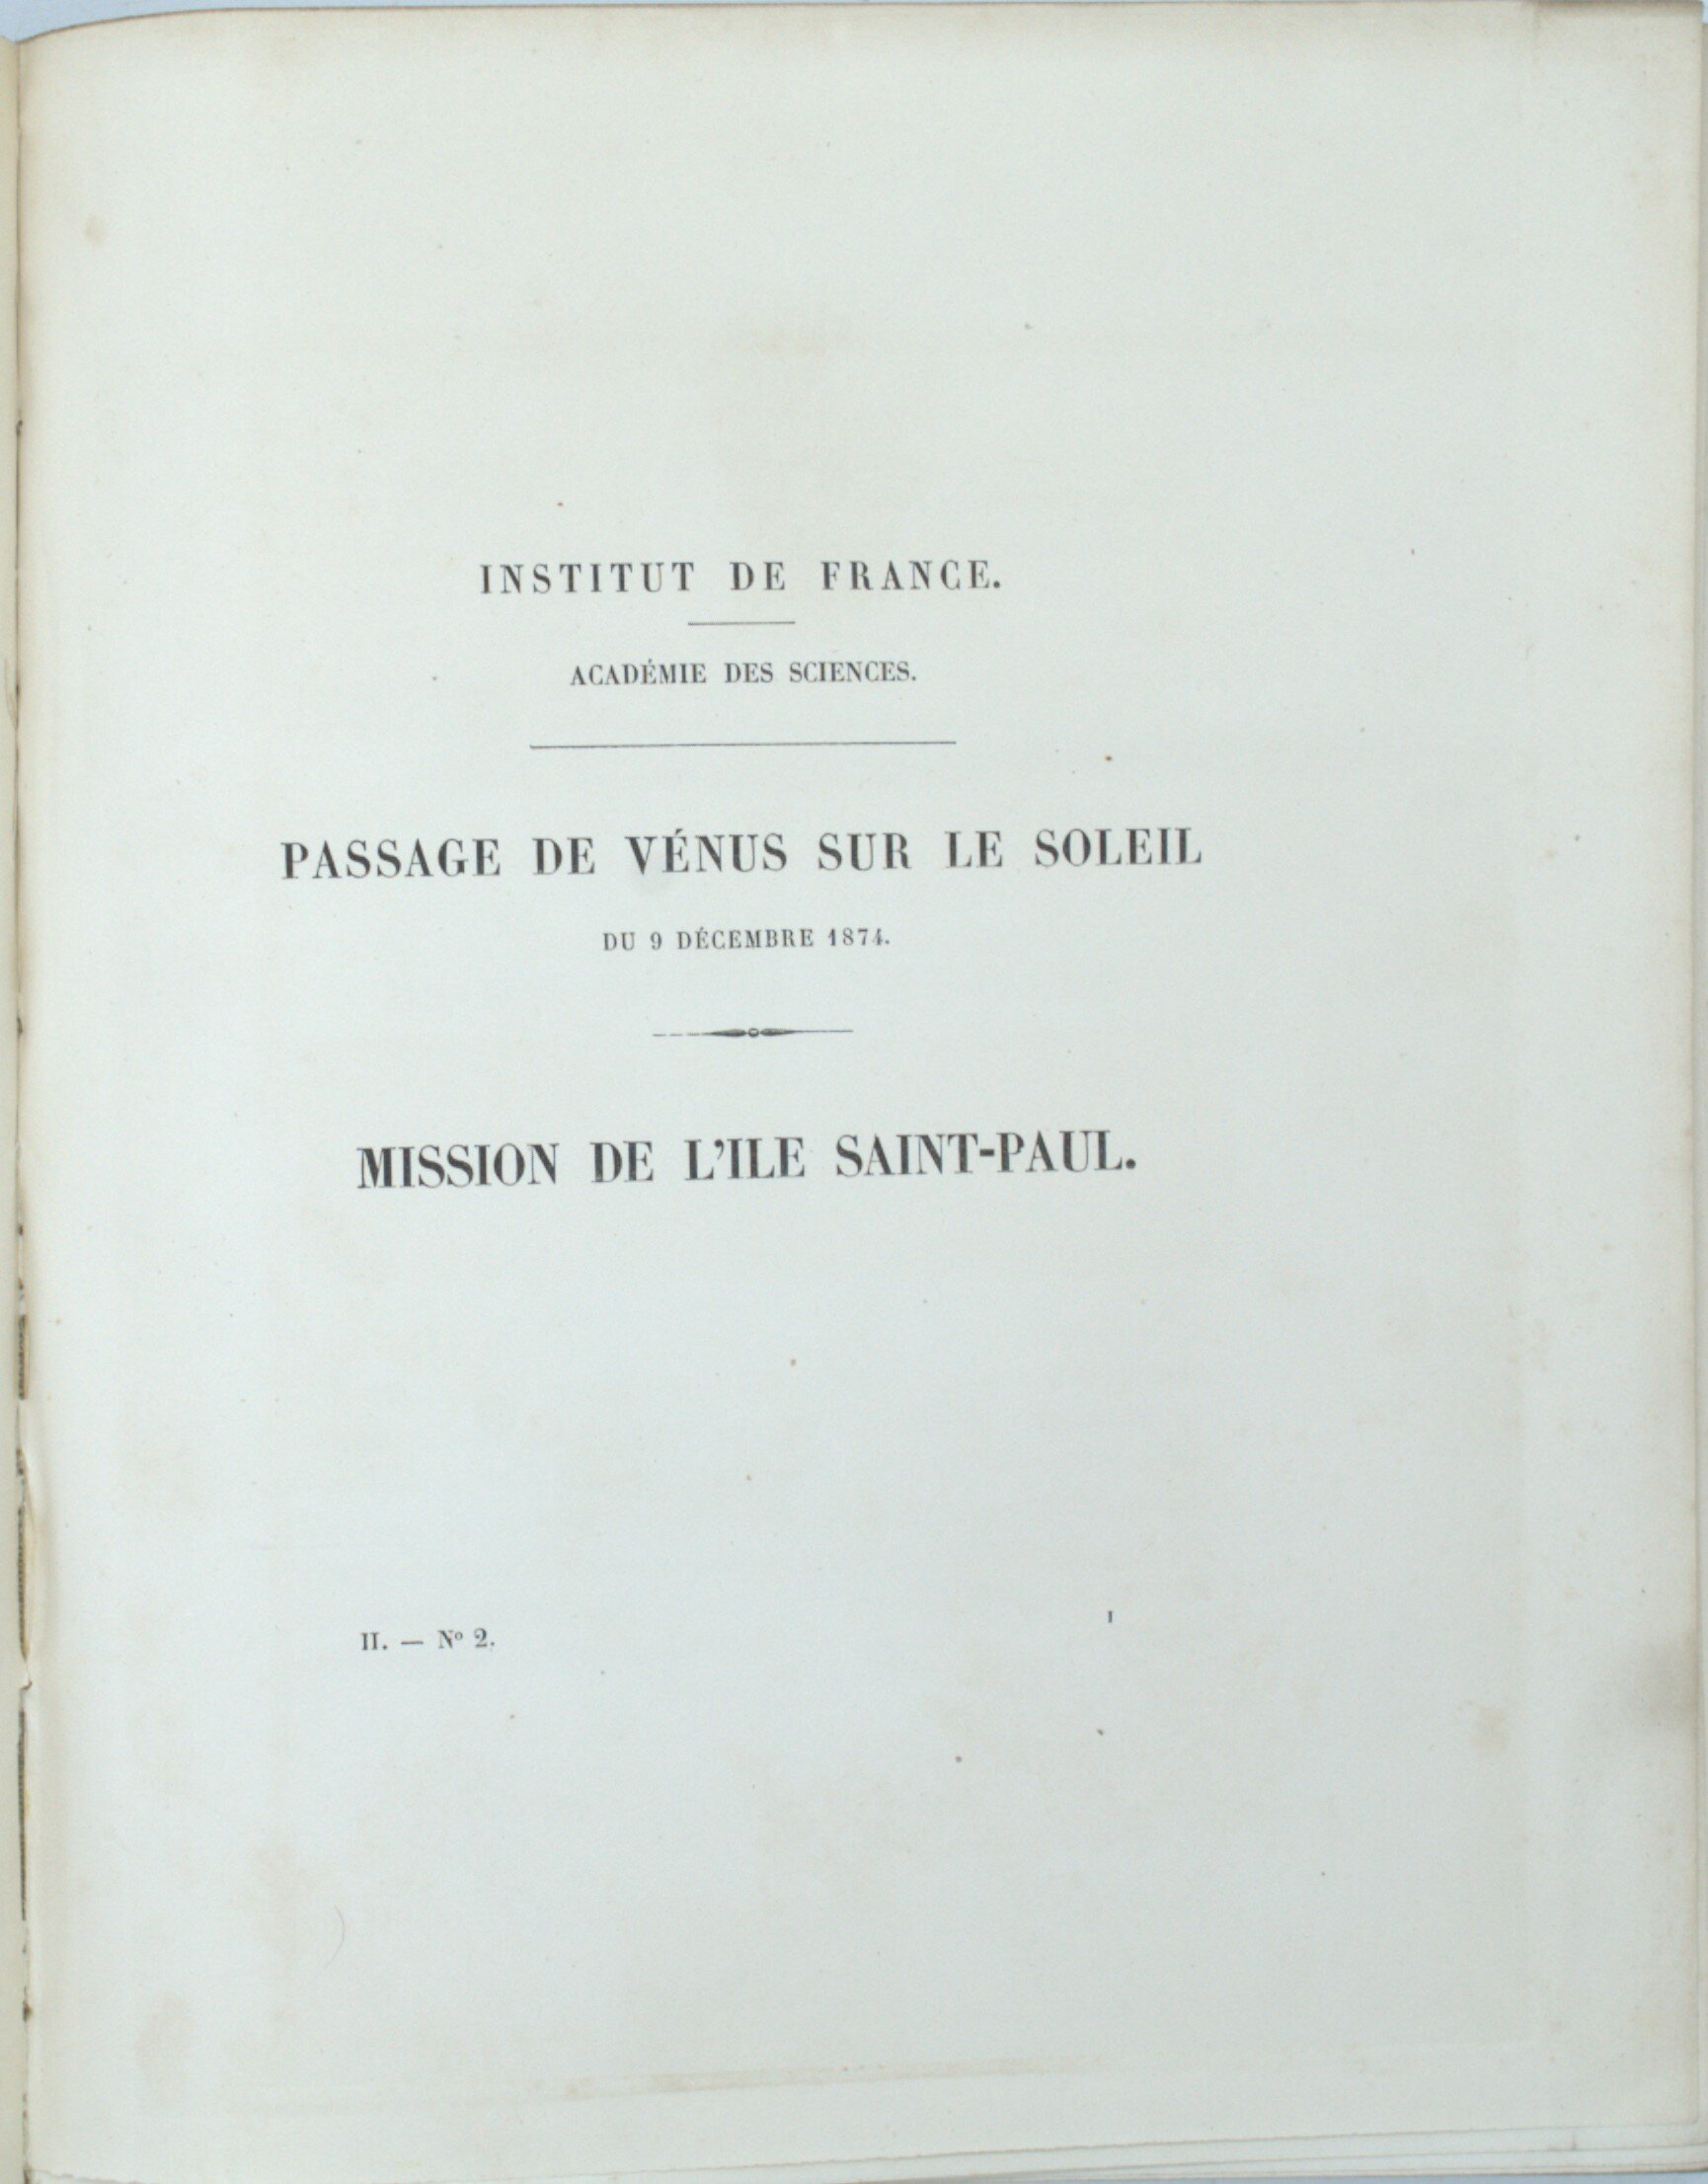 INSTITUT DE FRANCE.
ACADÉMIE DES SCIENCES.
PASSAGE DE VÉNUS SUR LE SOLEIL
DU 9 DÉCEMBRE 1874.
MISSION DE L'ILE SAINT-PAUL.
II. — Nº 2. I